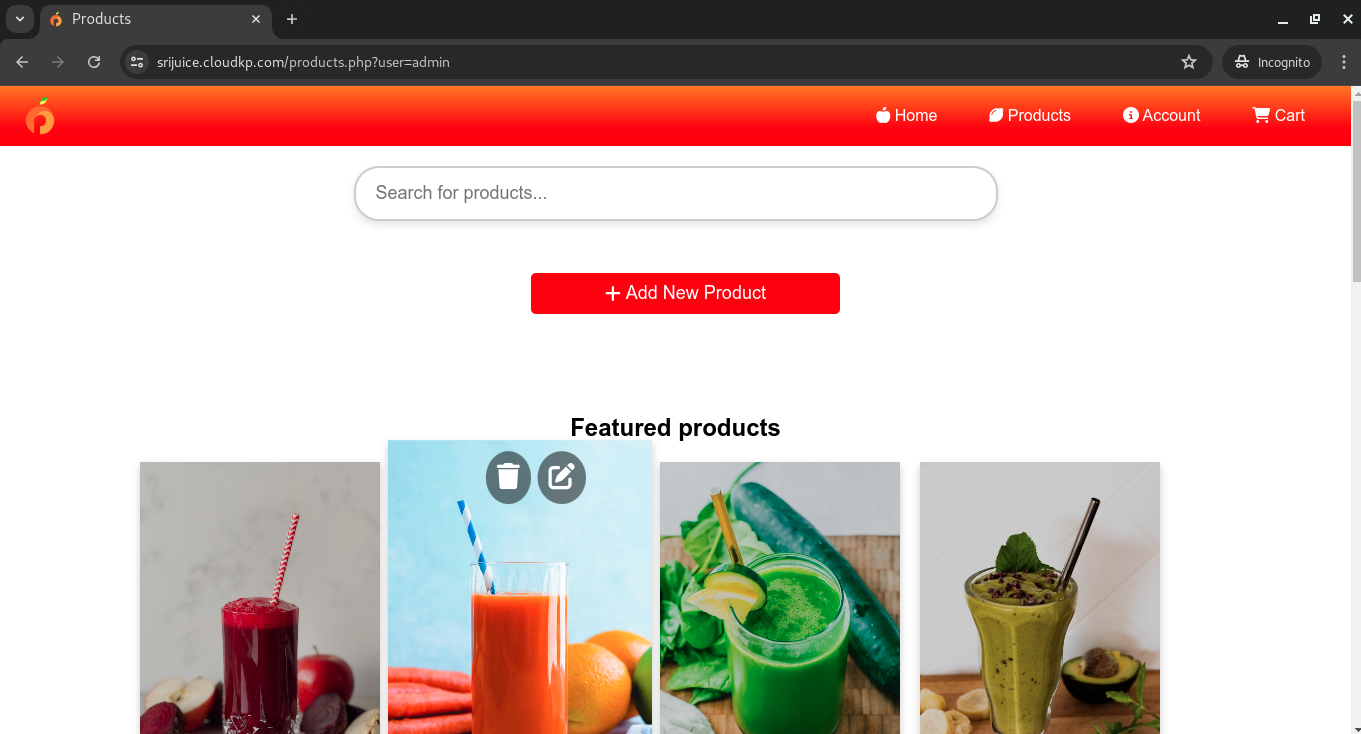 Products
srijuice.cloudkp.com/products.php?user=admin
Incognito
Home
Products
Account
Cart
Search for products...
Add New Product
Featured products